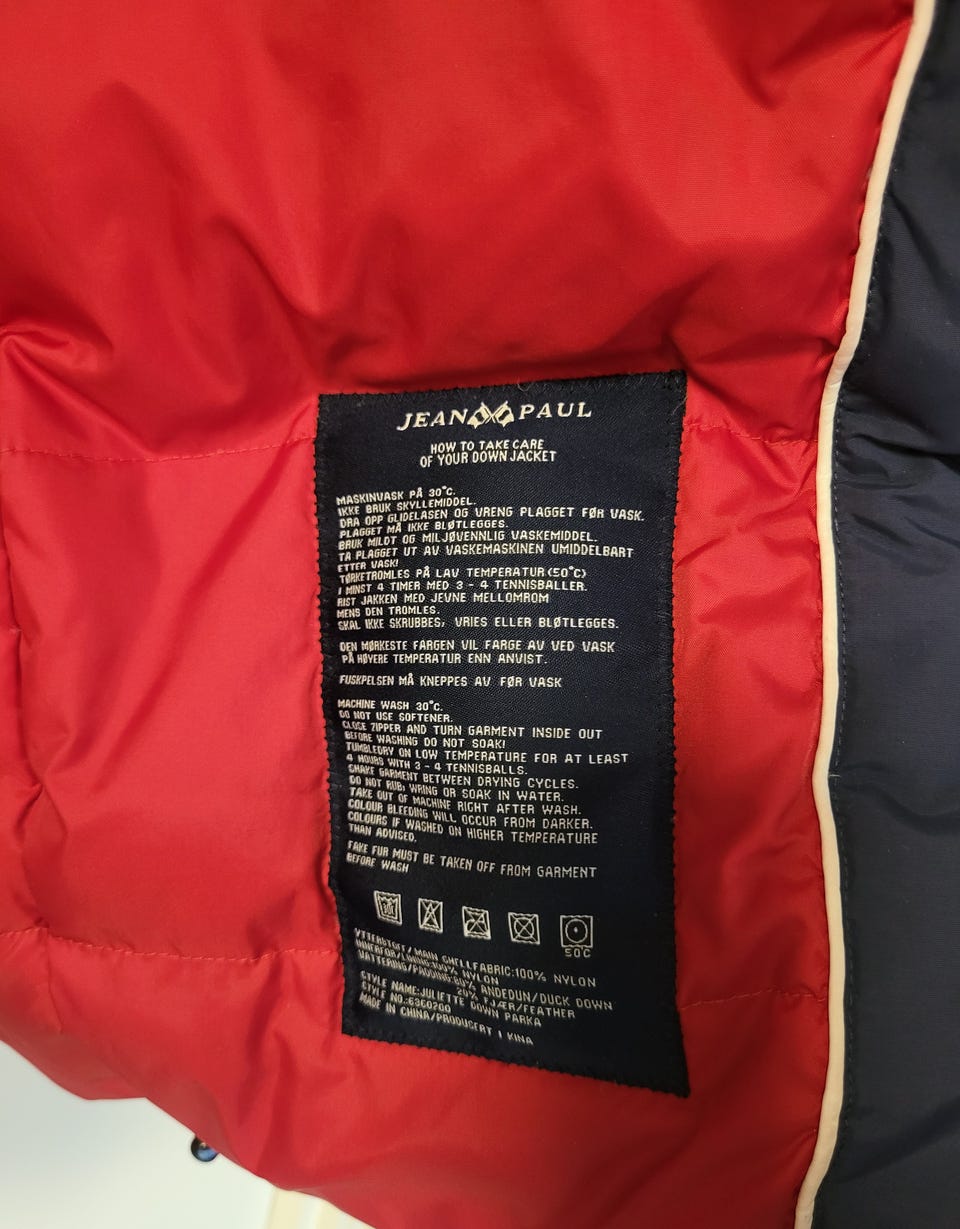 JEAN PAUL
HOW TO TAKE CARE
OF YOUR DOWN JACKET
MASKINVASK PÅ 30°C.
IKKE BRUK SKYLLEMIDDEL.
DRA OPP GLIDELASEN OG VRENG PLAGGET FØR VASK.
PLAGGET MÅ IKKE BLØTLEGGES.
BRUK MILDT OG MILJØVENNLIG VASKEMIDDEL.
TA PLAGGET UT AV VASKEMASKINEN UMIDDELBART
ETTER VASK!
TØRKETROMLES PÅ LAV TEMPERATUR(50°C)
I MINST 4 TIMER MED 3 - 4 TENNISBALLER.
RIST JAKKEN MED JEVNE MELLOMROM
MENS DEN TROMLES.
SKAL IKKE SKRUBBES, VRIES ELLER BLØTLEGGES.
DEN MØRKESTE FARGEN VIL FARGE AV VED VASK
PÅ HØYERE TEMPERATUR ENN ANVIST.
FUSKPELSEN MÅ KNEPPES AV FØR VASK
MACHINE WASH 30°C.
DO NOT USE SOFTENER.
CLOSE ZIPPER AND TURN GARMENT INSIDE OUT
BEFORE WASHING DO NOT SOAK!
TUMBLEDRY ON LOW TEMPERATURE FOR AT LEAST
4 HOURS WITH 3 - 4 TENNISBALLS.
SHAKE GARMENT BETWEEN DRYING CYCLES.
DO NOT RUB, WRING OR SOAK IN WATER.
TAKE OUT OF MACHINE RIGHT AFTER WASH.
COLOUR BLEEDING WILL OCCUR FROM DARKER.
COLOURS IF WASHED ON HIGHER TEMPERATURE
THAN ADVISED.
FAKE FUR MUST BE TAKEN OFF FROM GARMENT
BEFORE WASH
30°
50C
YTTERSTOFF/MAIN SHELLFABRIC:100% NYLON
INNERFOR/LINING:100% NYLON
VATTERING/PADDING:80% ANDEDUN/DUCK DOWN
20% FJÆR/FEATHER
STYLE NAME:JULIETTE DOWN PARKA
STYLE NO.:6360200
MADE IN CHINA/PRODUSERT I KINA